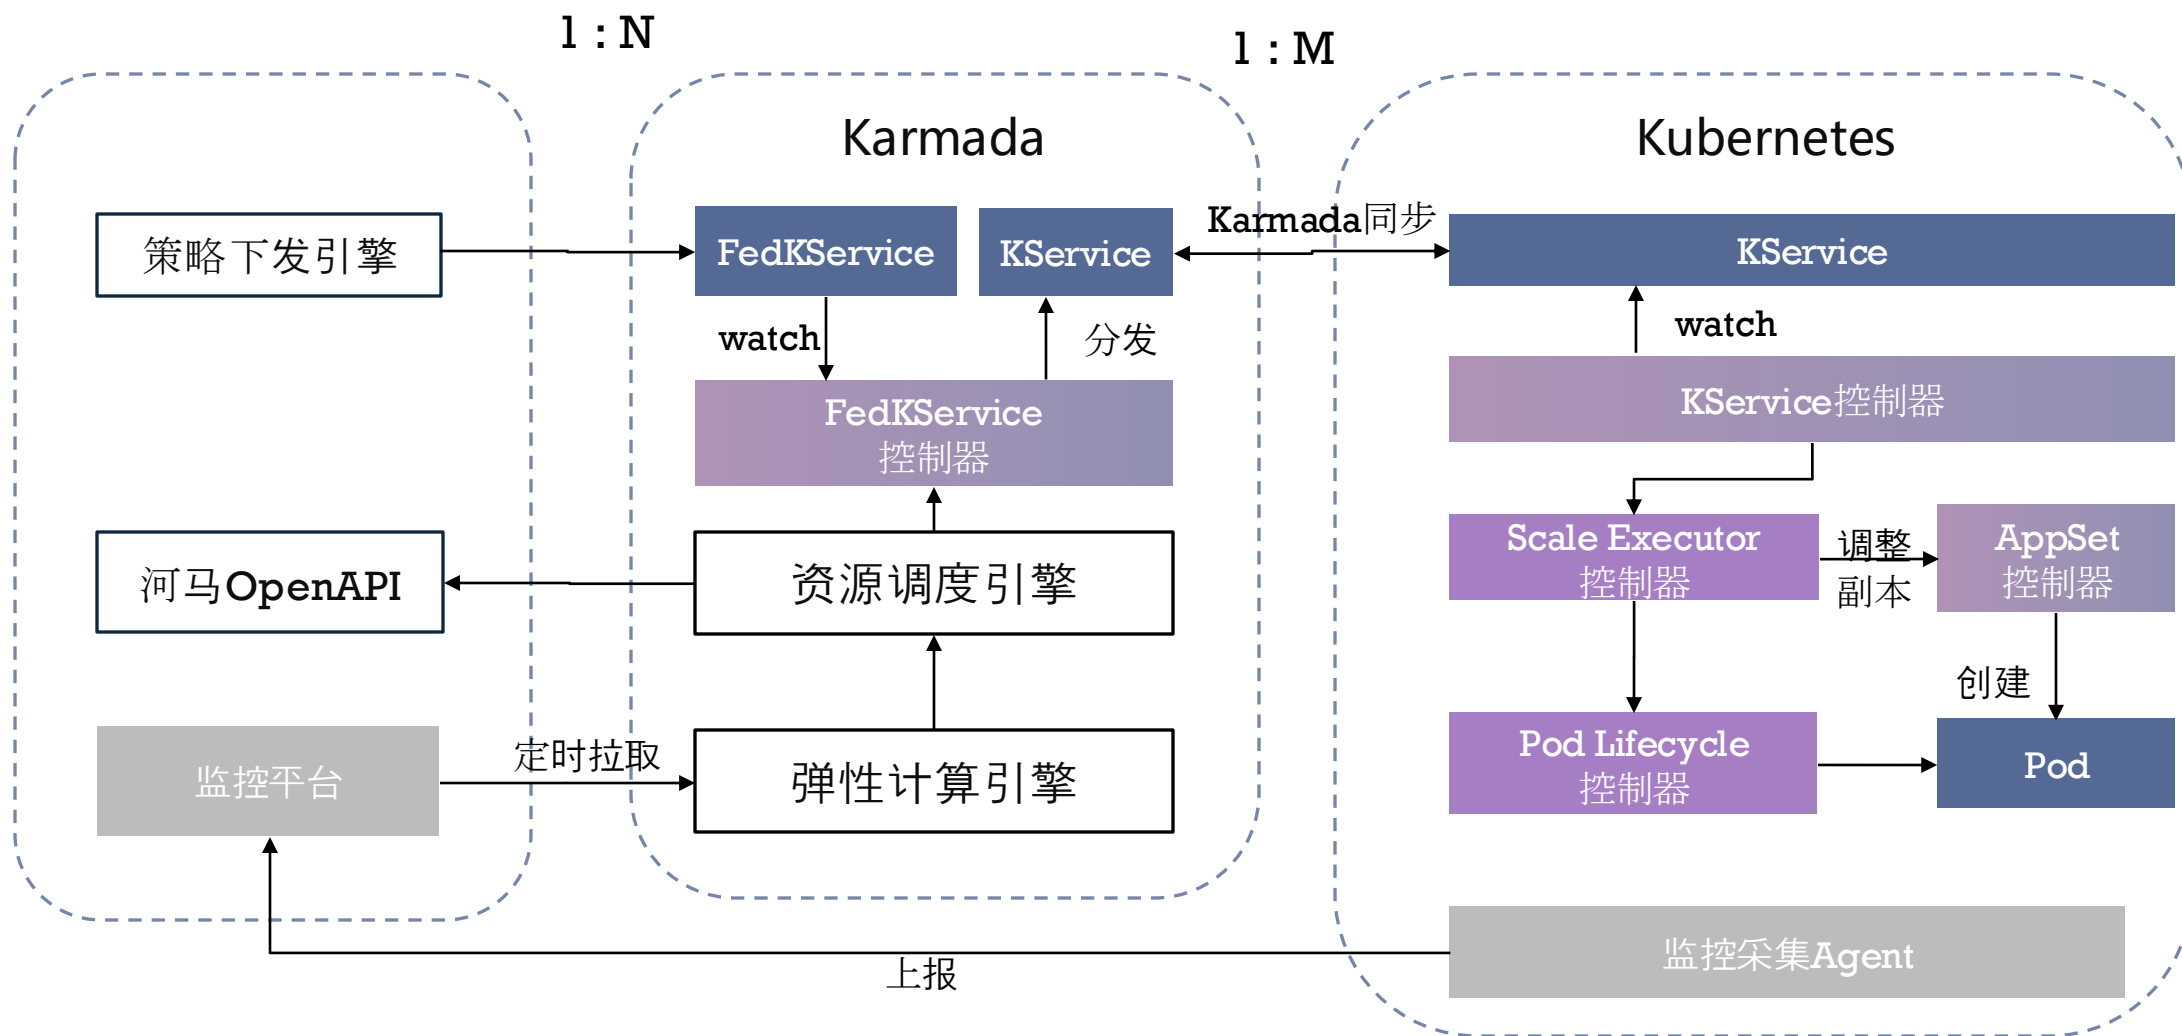 1 : N
1 : M
Karmada
Kubernetes
策略下发引擎
FedKService
KService
Karmada同步
KService
watch
分发
watch
FedKService
控制器
KService控制器
河马OpenAPI
资源调度引擎
Scale Executor
控制器
调整
副本
AppSet
控制器
创建
监控平台
定时拉取
弹性计算引擎
Pod Lifecycle
控制器
Pod
上报
监控采集Agent